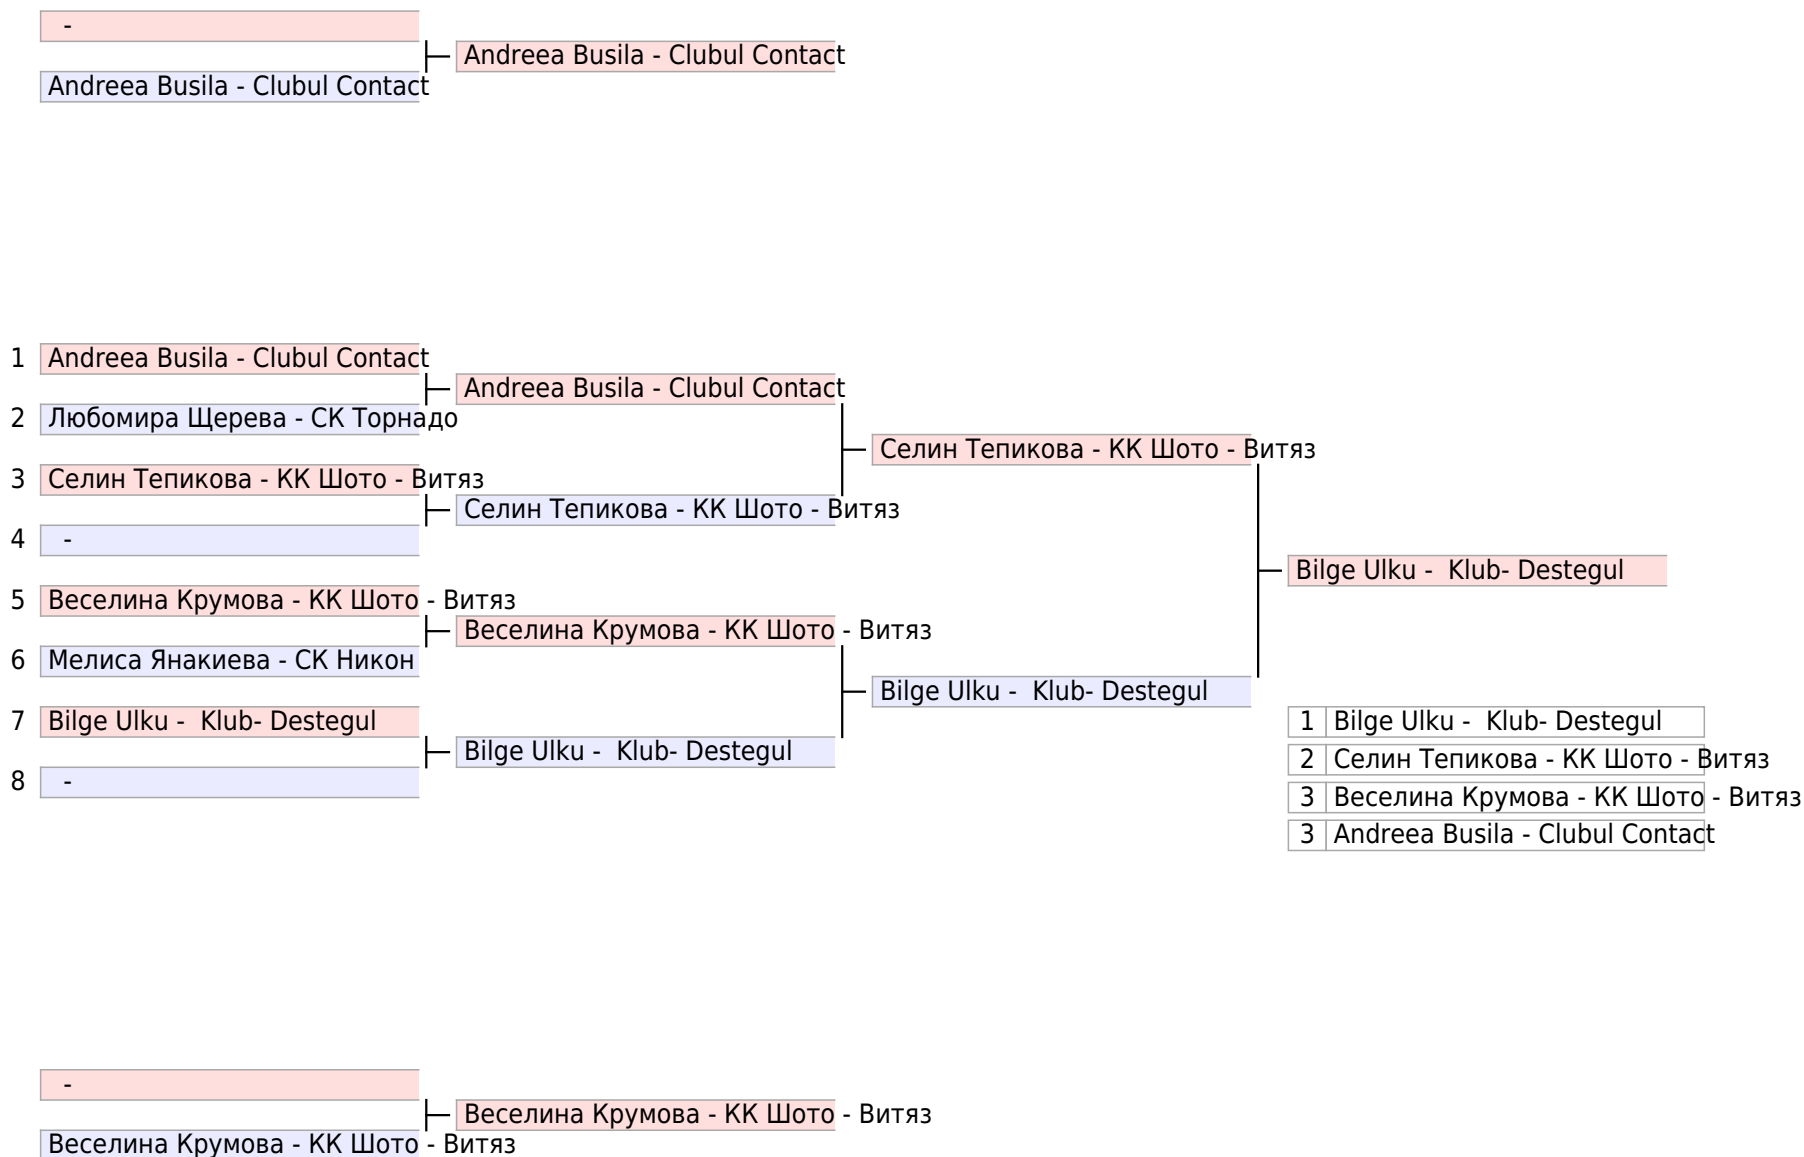 -
Andreea Busila - Clubul Contact
Andreea Busila - Clubul Contact
1 Andreea Busila - Clubul Contact
Andreea Busila - Clubul Contact
2 Любомира Щерева - СК Торнадо
Селин Тепикова - КК Шото - Витяз
3 Селин Тепикова - КК Шото - Витяз
Селин Тепикова - КК Шото - Витяз
4 -
Bilge Ulku - Klub- Destegul
5 Веселина Крумова - КК Шото - Витяз
Веселина Крумова - КК Шото - Витяз
6 Мелиса Янакиева - СК Никон
Bilge Ulku - Klub- Destegul
7 Bilge Ulku - Klub- Destegul
Bilge Ulku - Klub- Destegul
8 -
1 Bilge Ulku - Klub- Destegul
2 Селин Тепикова - КК Шото - Витяз
3 Веселина Крумова - КК Шото - Витяз
3 Andreea Busila - Clubul Contact
-
Веселина Крумова - КК Шото - Витяз
Веселина Крумова - КК Шото - Витяз